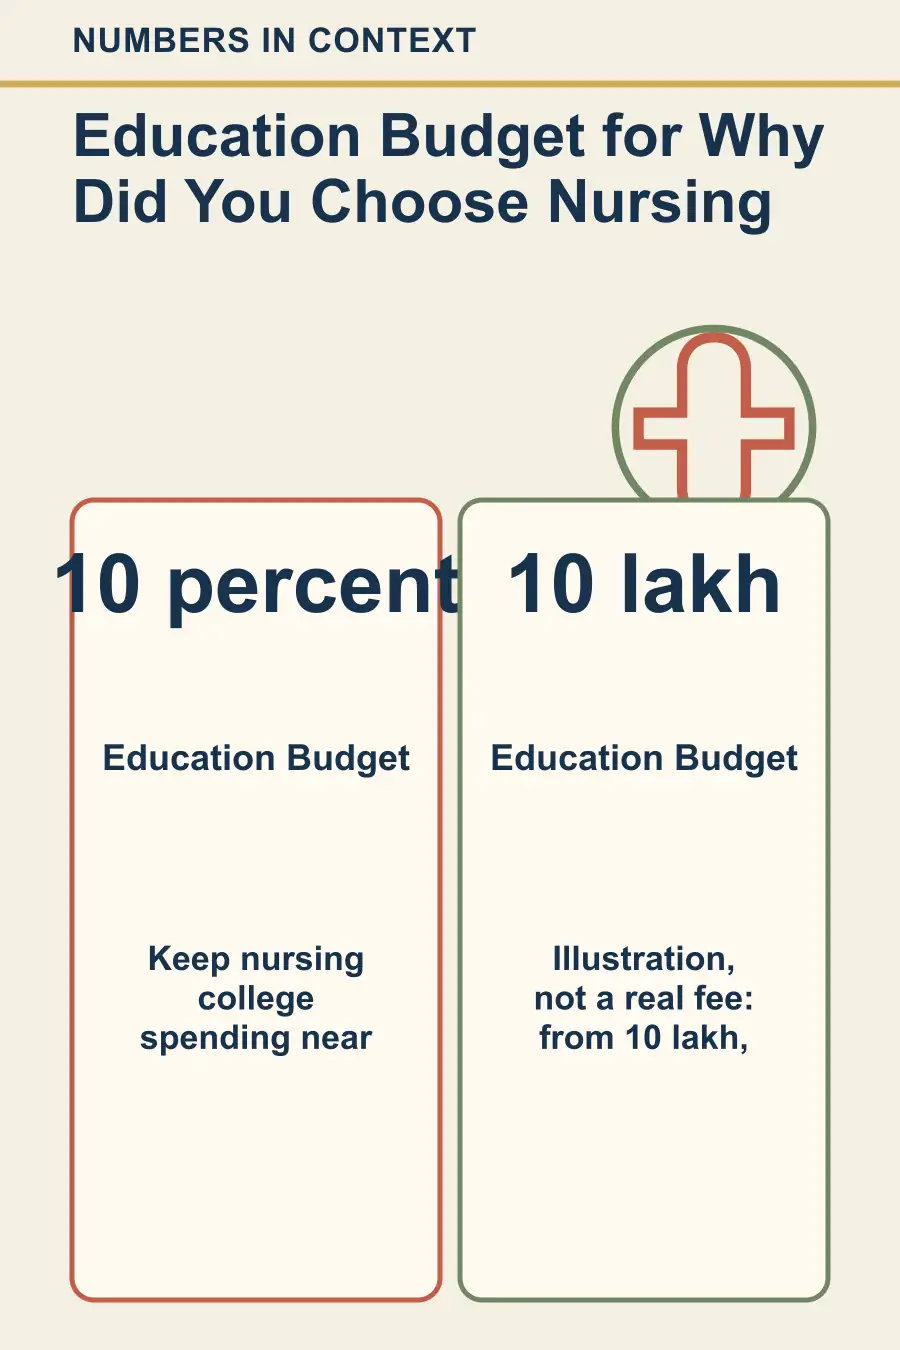 NUMBERS IN CONTEXT
Education Budget for Why
Did You Choose Nursing
10 percent
Education Budget
Keep nursing
college
spending near
10 lakh
Education Budget
Illustration,
not a real fee:
from 10 lakh,